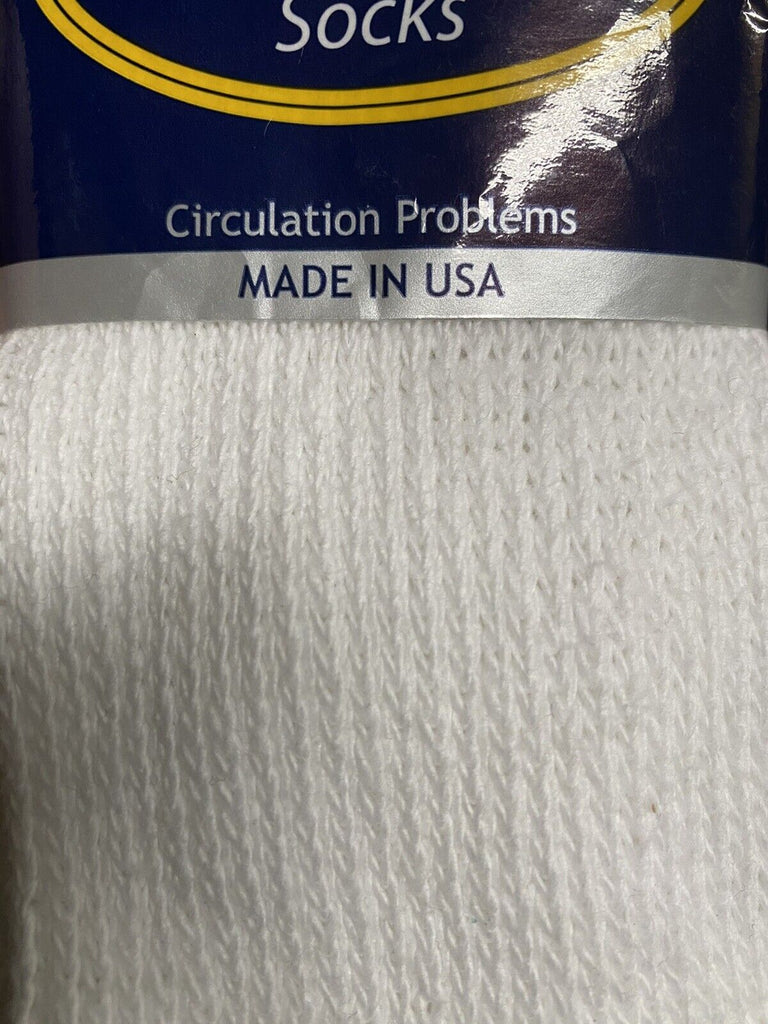 Socks
Circulation Problems
MADE IN USA